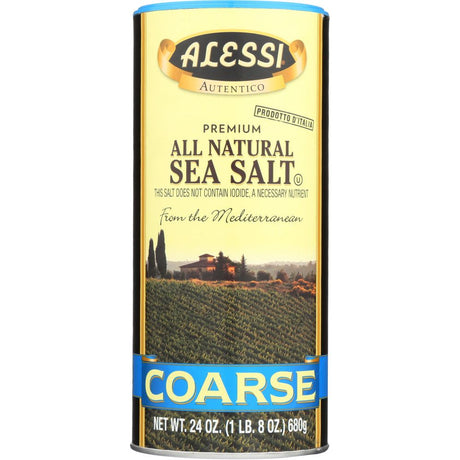 ALESSI
AUTENTICO
PRODOTTO D'ITALIA
PREMIUM
ALL NATURAL
SEA SALT U
THIS SALT DOES NOT CONTAIN IODIDE, A NECESSARY NUTRIENT
From the Mediterranean
COARSE
NET WT. 24 OZ. (1 LB. 8 OZ.) 680g